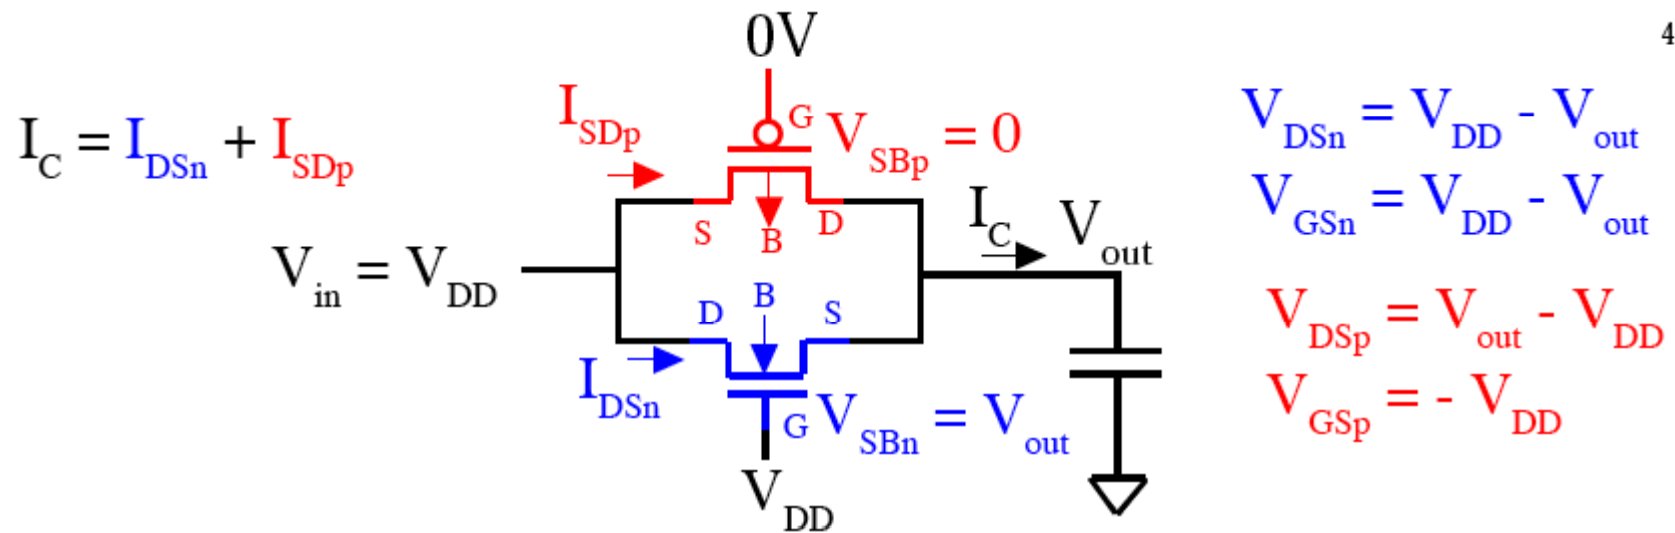 4
0V
I_C = I_DSn + I_SDp
I_SDp
G
V_SBp = 0
S
B
D
V_in = V_DD
I_C
V_out
D
B
S
I_DSn
G
V_SBn = V_out
V_DD
V_DSn = V_DD - V_out
V_GSn = V_DD - V_out
V_DSp = V_out - V_DD
V_GSp = - V_DD